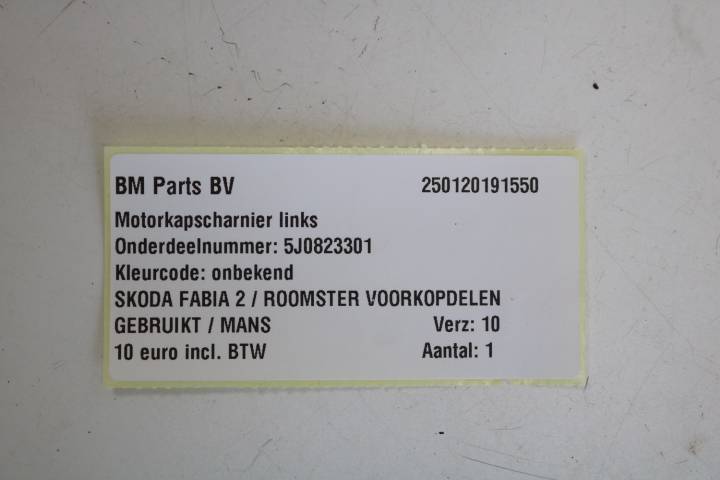 BM Parts BV 250120191550
Motorkapscharnier links
Onderdeelnummer: 5J0823301
Kleurcode: onbekend
SKODA FABIA 2 / ROOMSTER VOORKOPDELEN
GEBRUIKT / MANS Verz: 10
10 euro incl. BTW Aantal: 1